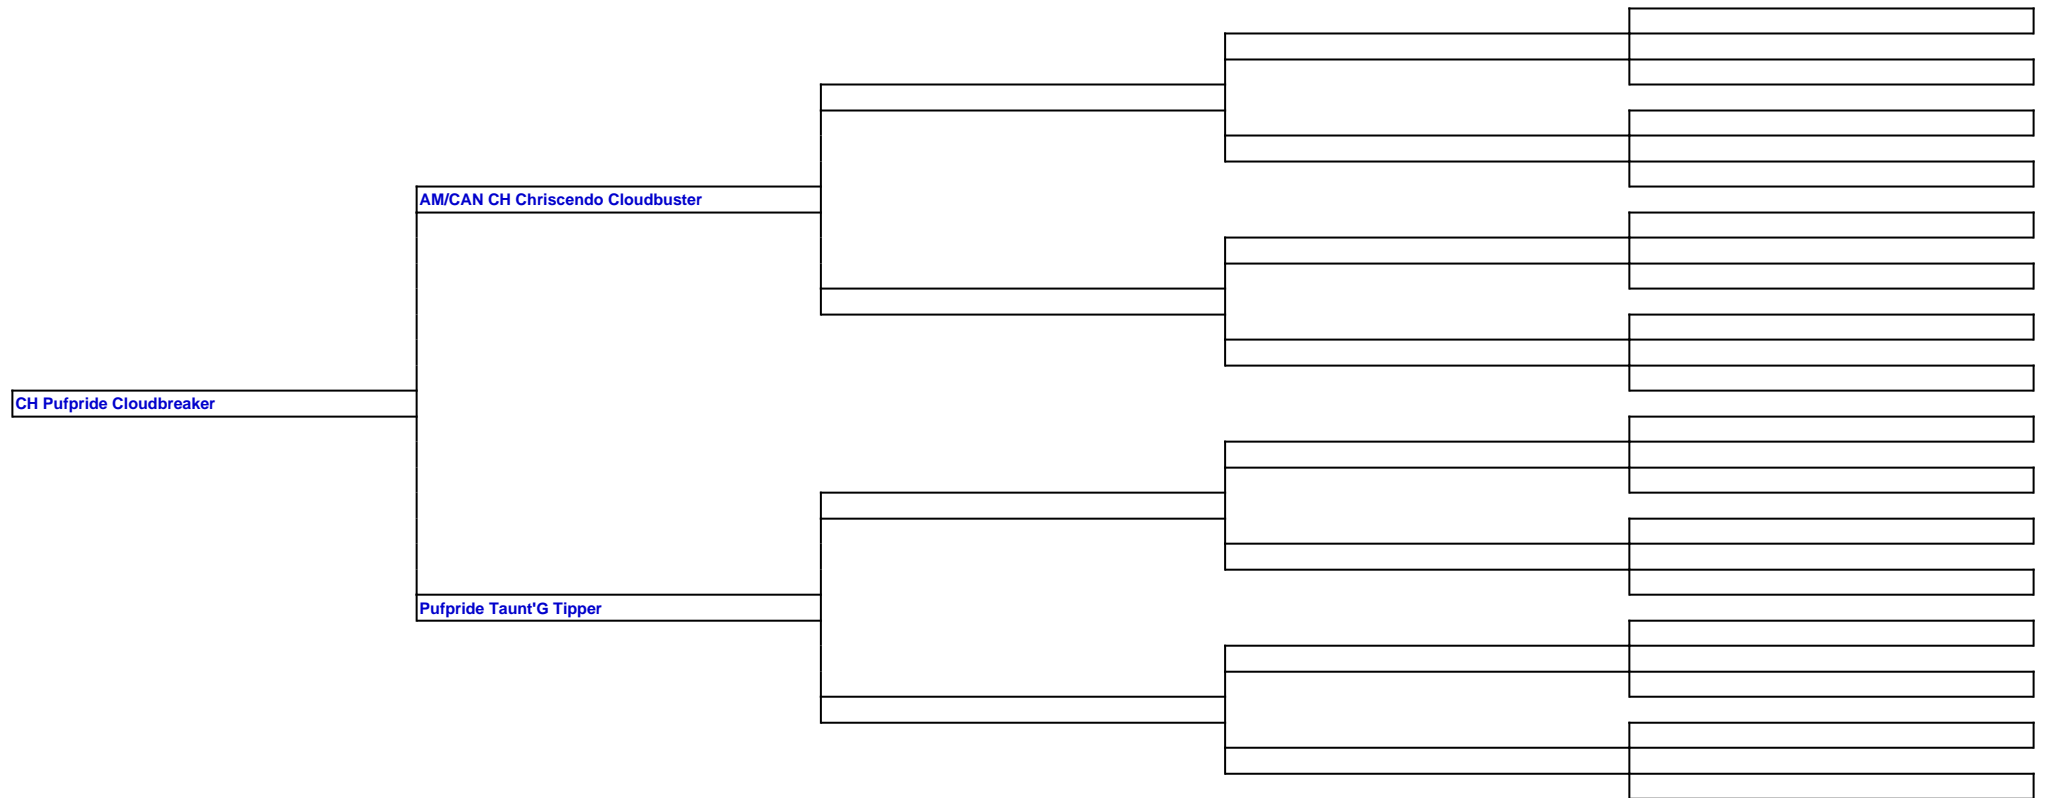 AM/CAN CH Chriscendo Cloudbuster
CH Pufpride Cloudbreaker
Pufpride Taunt'G Tipper